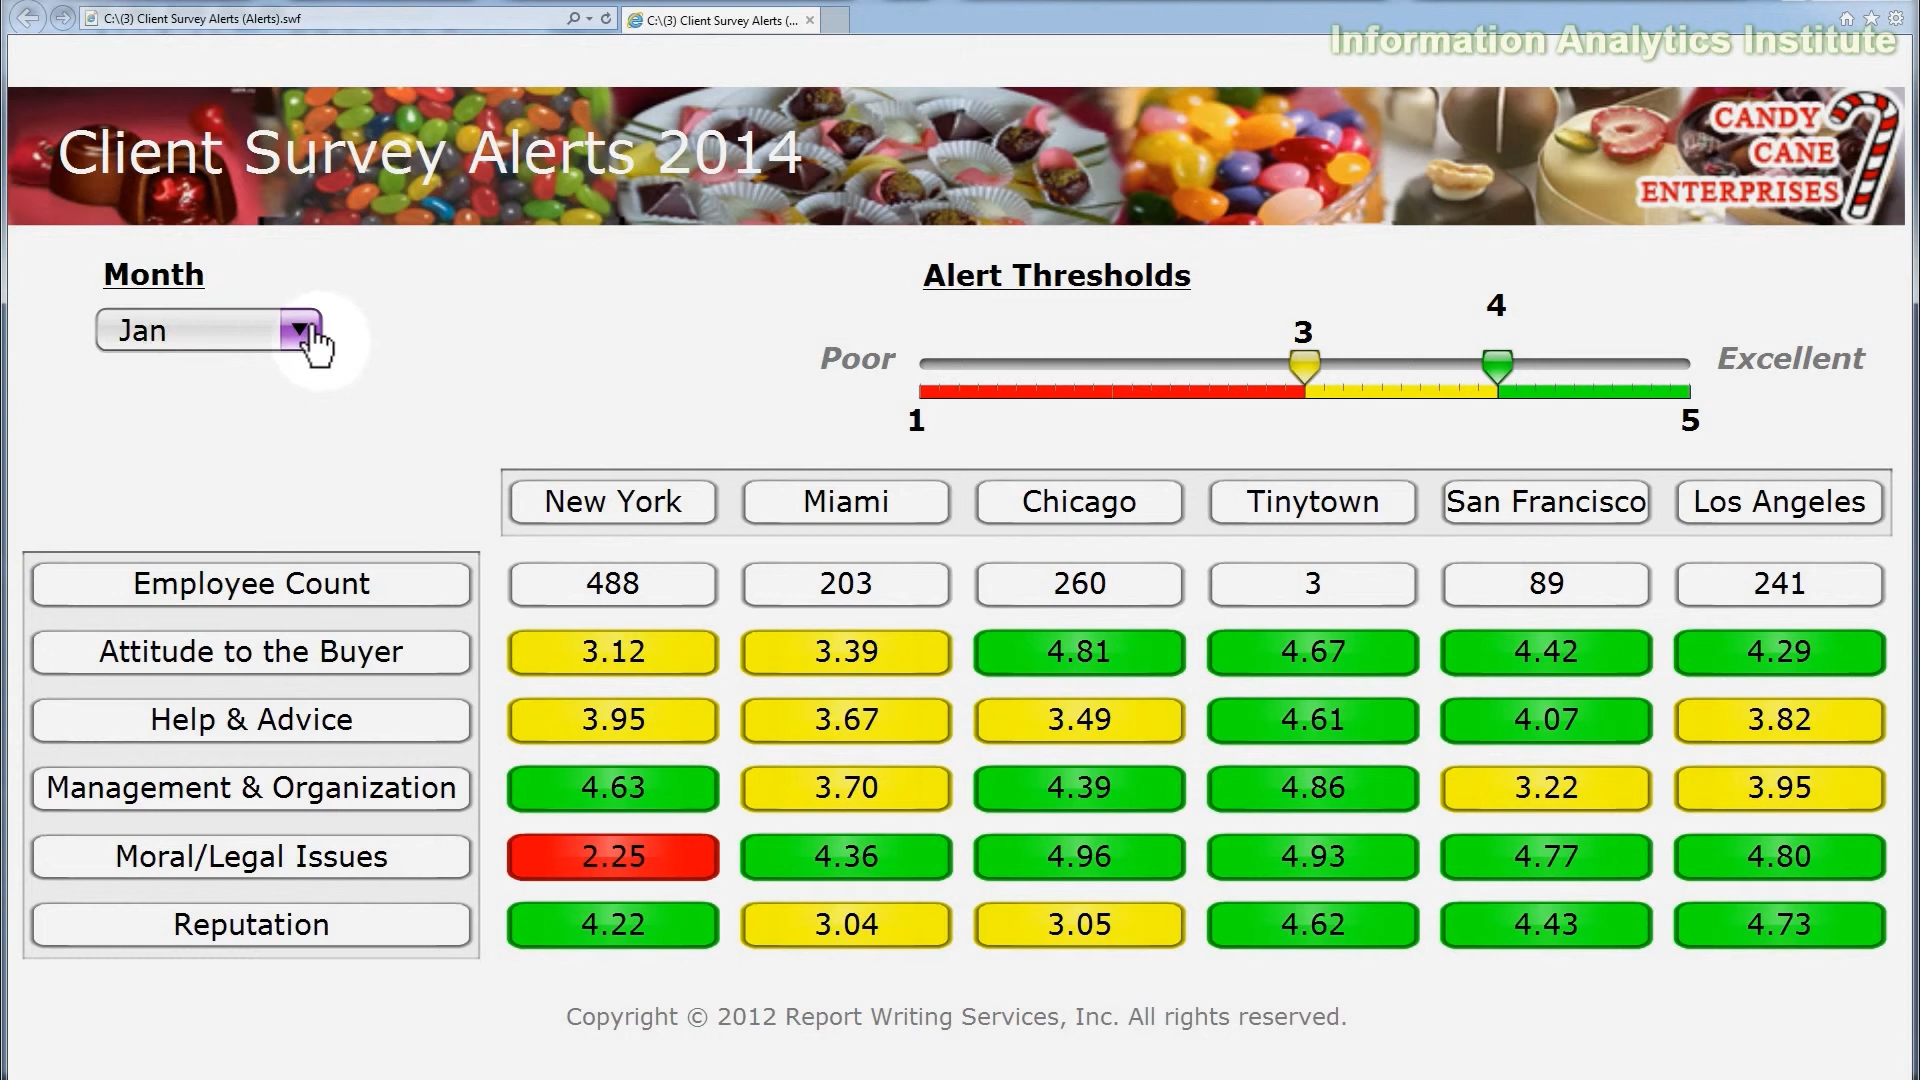 C:\(3) Client Survey Alerts (Alerts).swf
C:\(3) Client Survey Alerts (...
Information Analytics Institute
Client Survey Alerts 2014
CANDY
CANE
ENTERPRISES
Month
Jan
Alert Thresholds
3
4
Poor
Excellent
1
5
New York Miami Chicago Tinytown San Francisco Los Angeles
Employee Count 488 203 260 3 89 241
Attitude to the Buyer 3.12 3.39 4.81 4.67 4.42 4.29
Help & Advice 3.95 3.67 3.49 4.61 4.07 3.82
Management & Organization 4.63 3.70 4.39 4.86 3.22 3.95
Moral/Legal Issues 2.25 4.36 4.96 4.93 4.77 4.80
Reputation 4.22 3.04 3.05 4.62 4.43 4.73
Copyright © 2012 Report Writing Services, Inc. All rights reserved.